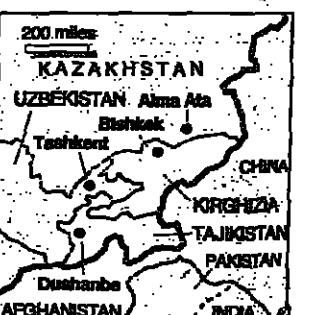 200 miles
KAZAKHSTAN
UZBEKISTAN Alma Ata
Bishkek
Tashkent
CHINA
KIRGHIZIA
TAJIKISTAN
PAKISTAN
Dushanbe
AFGHANISTAN
INDIA